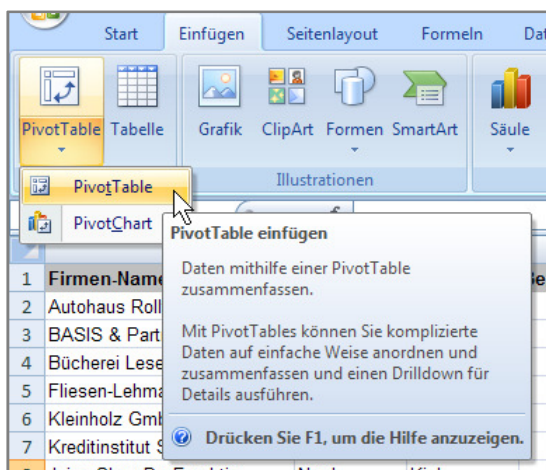 Start Einfügen Seitenlayout Formeln
PivotTable Tabelle Grafik ClipArt Formen SmartArt Säule
PivotTable
Illustrationen
PivotChart
PivotTable einfügen
Daten mithilfe einer PivotTable
zusammenfassen.
Mit PivotTables können Sie komplizierte
Daten auf einfache Weise anordnen und
zusammenfassen und einen Drilldown für
Details ausführen.
Drücken Sie F1, um die Hilfe anzuzeigen.
1 Firmen-Name
2 Autohaus Roll
3 BASIS & Part
4 Bücherei Lese
5 Fliesen-Lehma
6 Kleinholz Gmb
7 Kreditinstitut S